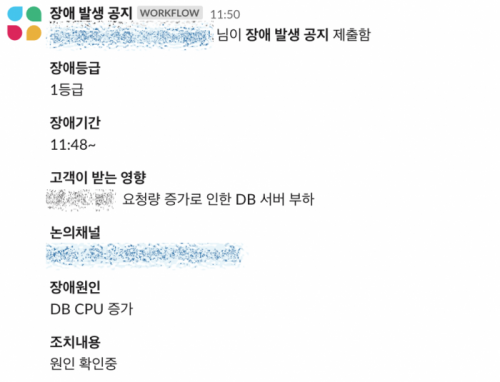 장애 발생 공지 WORKFLOW 11:50
님이 장애 발생 공지 제출함
장애등급
1등급
장애기간
11:48~
고객이 받는 영향
요청량 증가로 인한 DB 서버 부하
논의채널
장애원인
DB CPU 증가
조치내용
원인 확인중